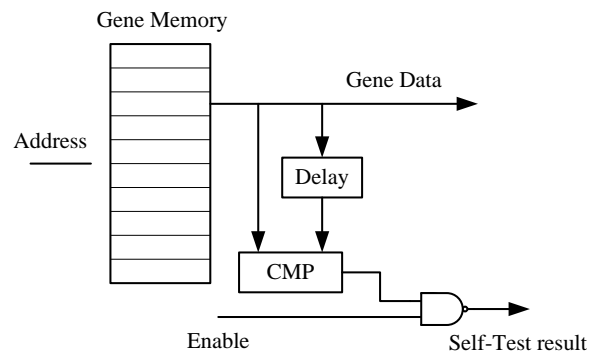 Gene Memory
Gene Data
Address
Delay
CMP
Enable
Self-Test result